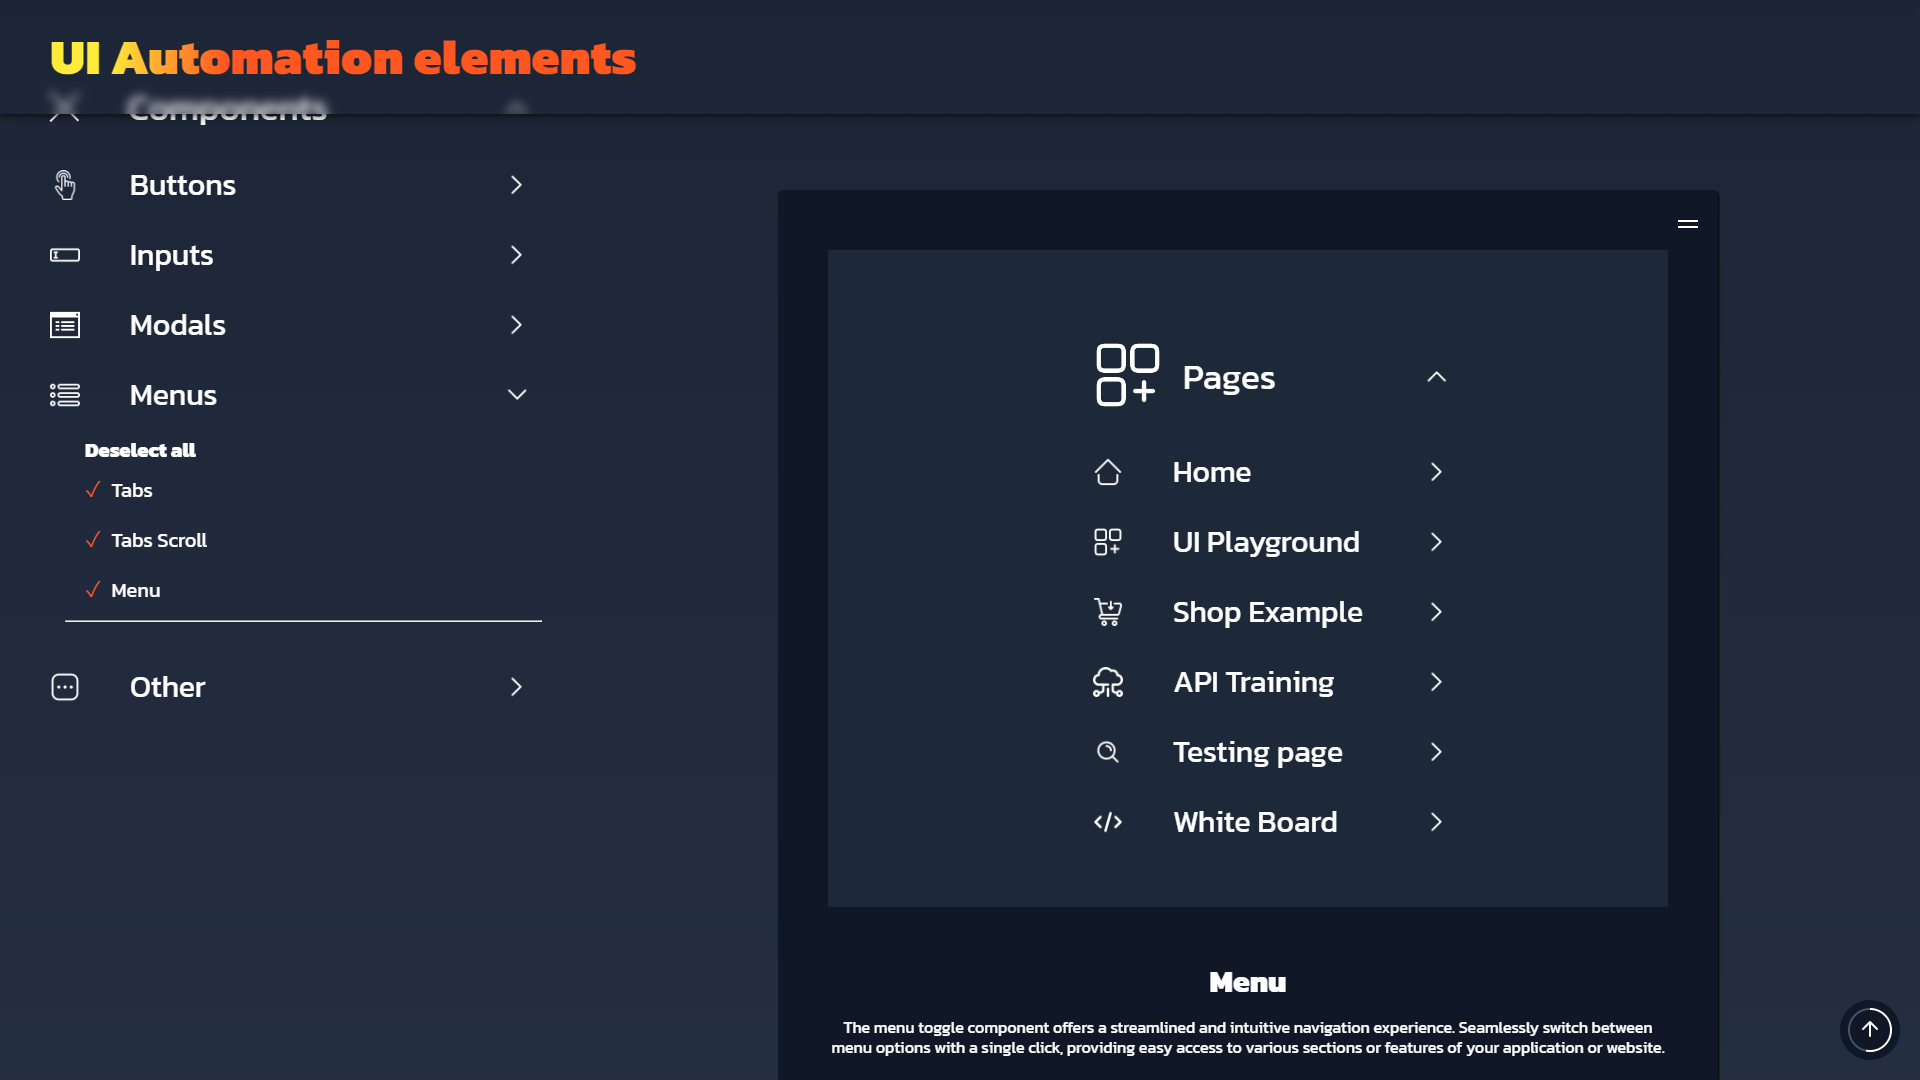 UI Automation elements
Components
Buttons
Inputs
Modals
Menus
Deselect all
Tabs
Tabs Scroll
Menu
Other
Pages
Home
UI Playground
Shop Example
API Training
Testing page
White Board
Menu
The menu toggle component offers a streamlined and intuitive navigation experience. Seamlessly switch between
menu options with a single click, providing easy access to various sections or features of your application or website.